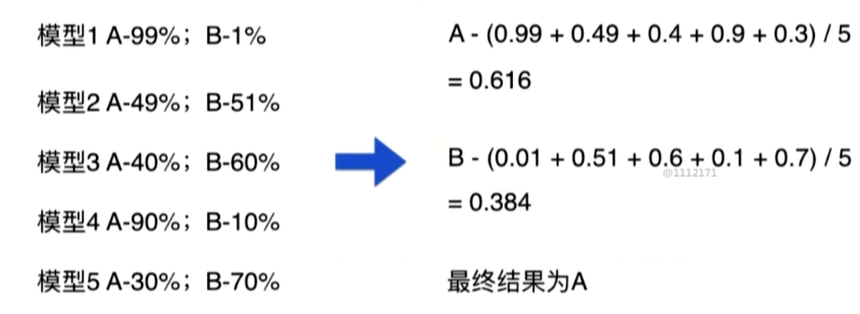 模型1 A-99%；B-1%
模型2 A-49%；B-51%
模型3 A-40%；B-60%
模型4 A-90%；B-10%
模型5 A-30%；B-70%
A - (0.99 + 0.49 + 0.4 + 0.9 + 0.3) / 5
= 0.616
B - (0.01 + 0.51 + 0.6 + 0.1 + 0.7) / 5
@1112171
= 0.384
最终结果为A